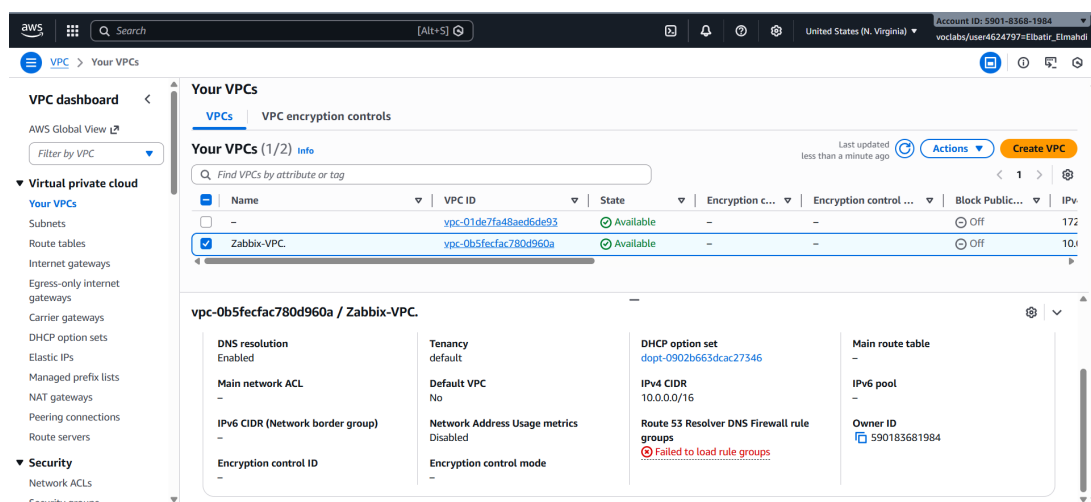 aws
Search
[Alt+S]
United States (N. Virginia)
Account ID: 5901-8368-1984
voclabs/user4624797=Elbatir_Elmahdi
VPC > Your VPCs
VPC dashboard
AWS Global View
Filter by VPC
Virtual private cloud
Your VPCs
Subnets
Route tables
Internet gateways
Egress-only internet
gateways
Carrier gateways
DHCP option sets
Elastic IPs
Managed prefix lists
NAT gateways
Peering connections
Route servers
Security
Network ACLs
Your VPCs
VPCs VPC encryption controls
Your VPCs (1/2) Info
Last updated
less than a minute ago
Actions
Create VPC
Find VPCs by attribute or tag
1
Name VPC ID State Encryption c... Encryption control ... Block Public... IPv
– vpc-01de7fa48aed6de93 Available – – Off 172
Zabbix-VPC. vpc-0b5fecfac780d960a Available – – Off 10.
vpc-0b5fecfac780d960a / Zabbix-VPC.
DNS resolution
Enabled
Tenancy
default
DHCP option set
dopt-0902b663dcac27346
Main route table
–
Main network ACL
–
Default VPC
No
IPv4 CIDR
10.0.0.0/16
IPv6 pool
–
IPv6 CIDR (Network border group)
–
Network Address Usage metrics
Disabled
Route 53 Resolver DNS Firewall rule
groups
Failed to load rule groups
Owner ID
590183681984
Encryption control ID
–
Encryption control mode
–